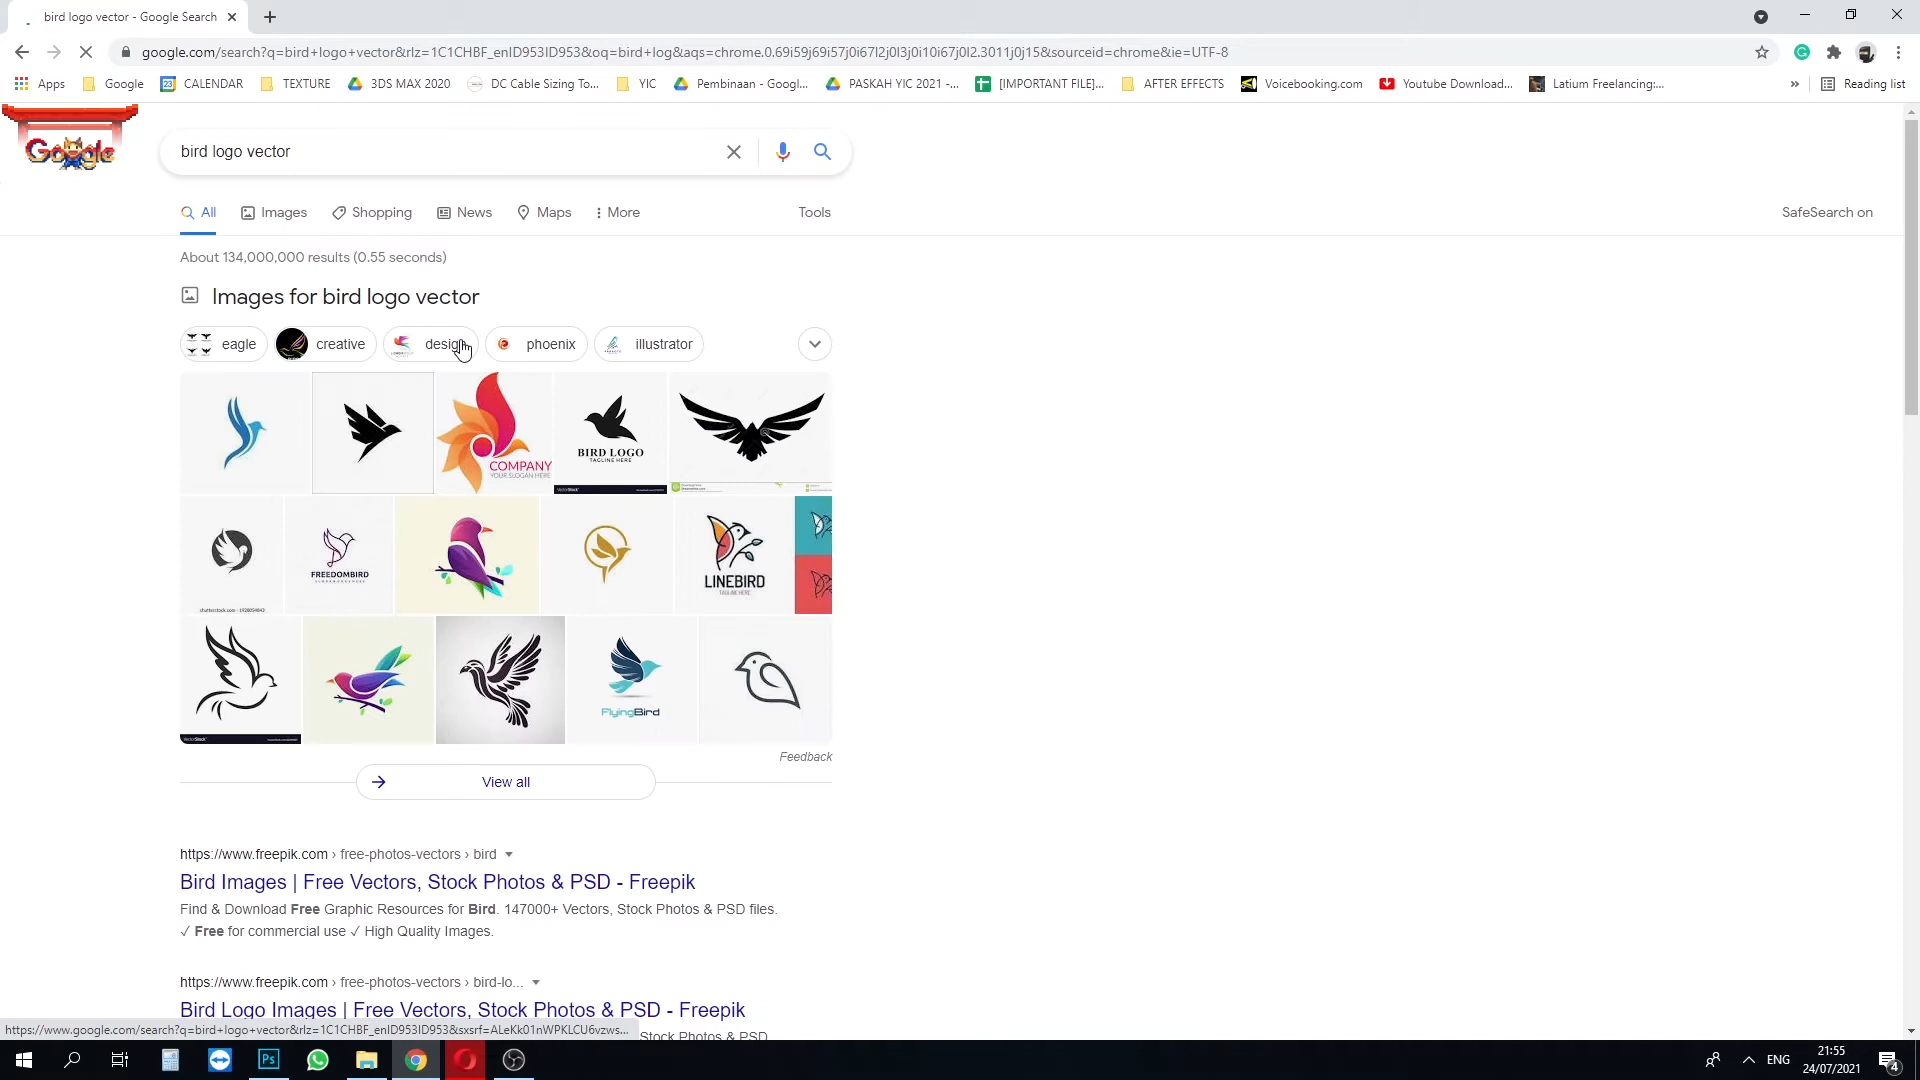 bird logo vector - Google Search
google.com/search?q=bird+logo+vector&rlz=1C1CHBF_enID953ID953&oq=bird+log&aqs=chrome.0.69i59j69i57j0i67l2j0l3j0i10i67j0l2.3011j0j15&sourceid=chrome&ie=UTF-8
Apps Google CALENDAR TEXTURE 3DS MAX 2020 DC Cable Sizing To... YIC Pembinaan - Googl... PASKAH YIC 2021 -... [IMPORTANT FILE]... AFTER EFFECTS Voicebooking.com Youtube Download... Latium Freelancing:... » Reading list
Google
bird logo vector
All Images Shopping News Maps More Tools SafeSearch on
About 134,000,000 results (0.55 seconds)
Images for bird logo vector
eagle creative design phoenix illustrator
COMPANY
YOUR SLOGAN HERE
BIRD LOGO
TAGLINE HERE
VectorStock
FREEDOMBIRD
LINEBIRD
TAGLINE HERE
shutterstock.com · 1928054643
FlyingBird
VectorStock
Feedback
View all
https://www.freepik.com › free-photos-vectors › bird
Bird Images | Free Vectors, Stock Photos & PSD - Freepik
Find & Download Free Graphic Resources for Bird. 147000+ Vectors, Stock Photos & PSD files.
✓ Free for commercial use ✓ High Quality Images.
https://www.freepik.com › free-photos-vectors › bird-lo...
Bird Logo Images | Free Vectors, Stock Photos & PSD - Freepik
https://www.google.com/search?q=bird+logo+vector&rlz=1C1CHBF_enID953ID953&sxsrf=ALeKk01nWPKLCU6vzws...
Stock Photos & PSD
Ps
ENG
21:55
24/07/2021
4